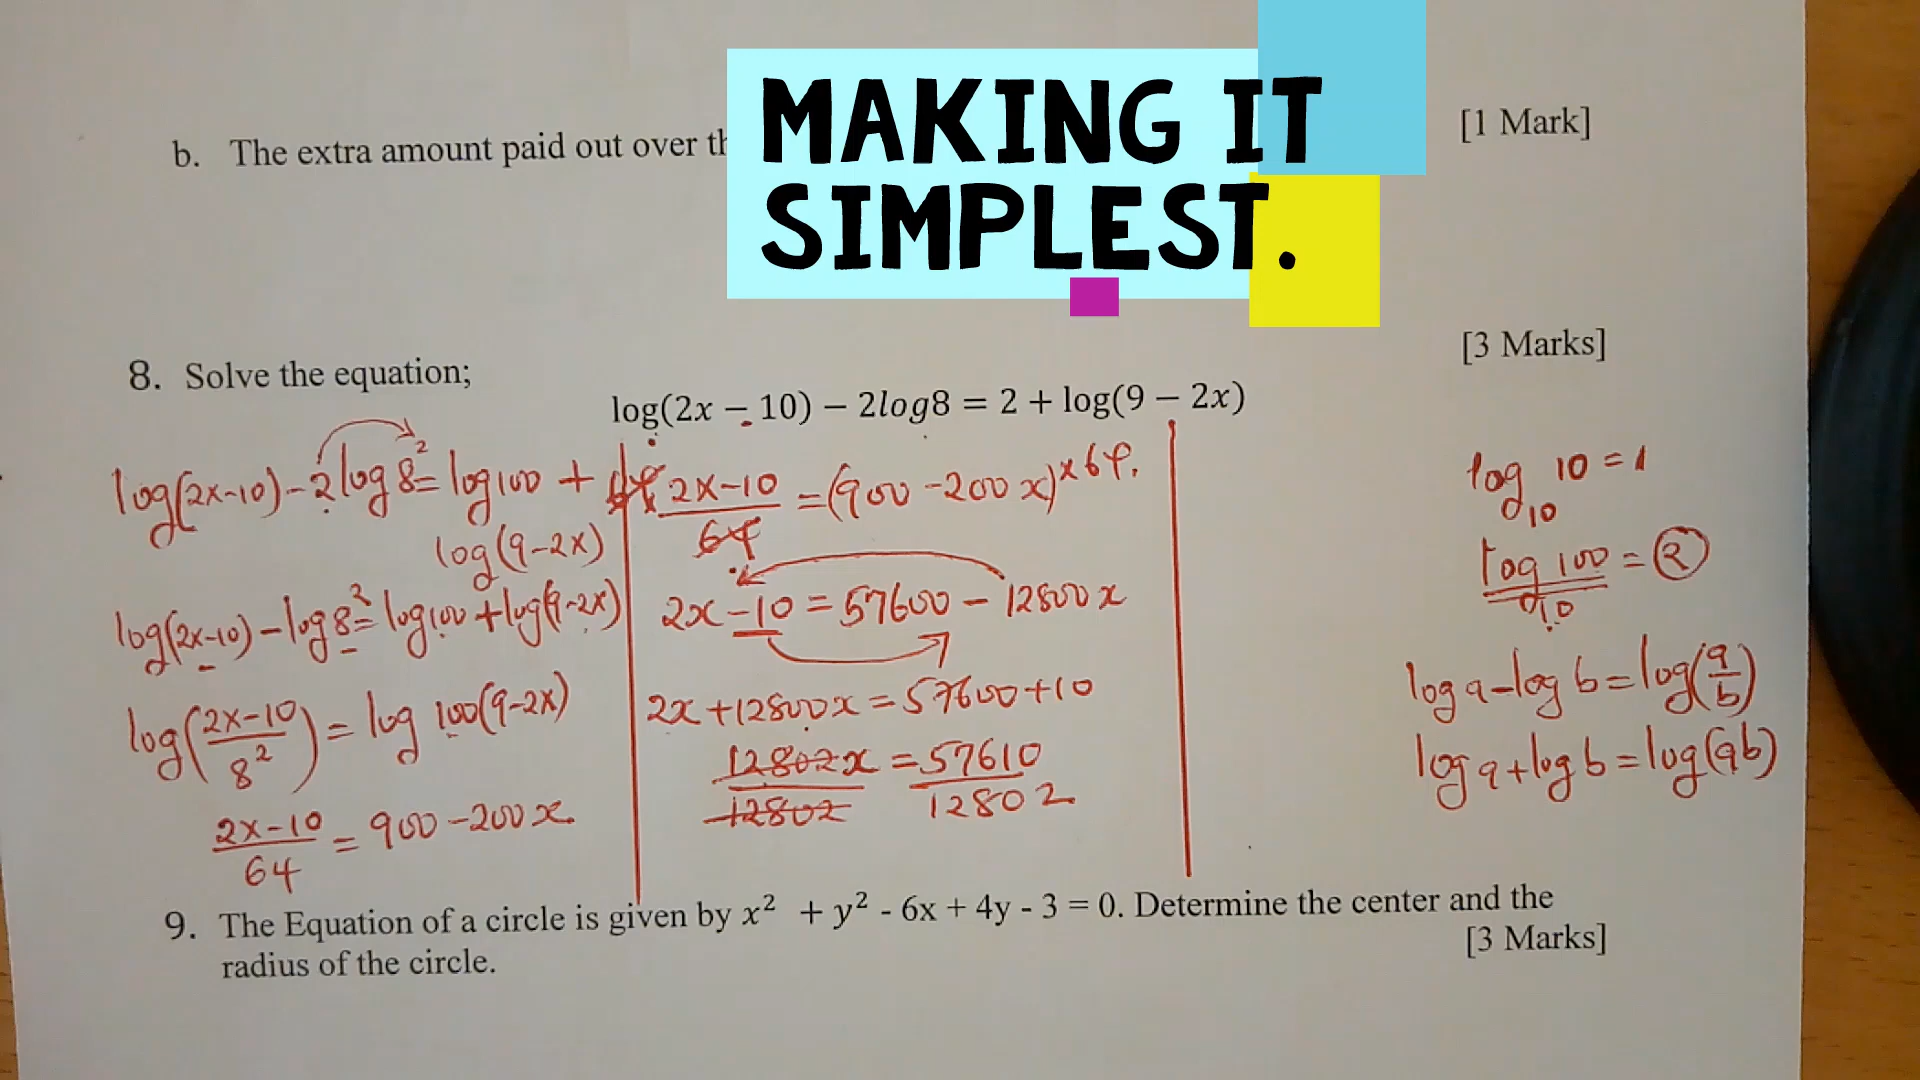 MAKING IT
SIMPLEST.
b. The extra amount paid out over th
[1 Mark]
8. Solve the equation;
[3 Marks]
log(2x − 10) − 2log8 = 2 + log(9 − 2x)
log(2x-10) - 2log 8² = log100 +
log(9-2x)
log(2x-10) - log 8² = log100 + log(9-2x)
log((2x-10)/8²) = log 100(9-2x)
(2x-10)/64 = 900 - 200x
(2x-10)/64 = (900 - 200x)×64.
2x - 10 = 57600 - 12800x
2x + 12800x = 57600 + 10
12802x/12802 = 57610/12802
log₁₀ 10 = 1
log₁₀ 100 = 2
log a - log b = log(a/b)
log a + log b = log(ab)
9. The Equation of a circle is given by x² + y² - 6x + 4y - 3 = 0. Determine the center and the
radius of the circle.
[3 Marks]